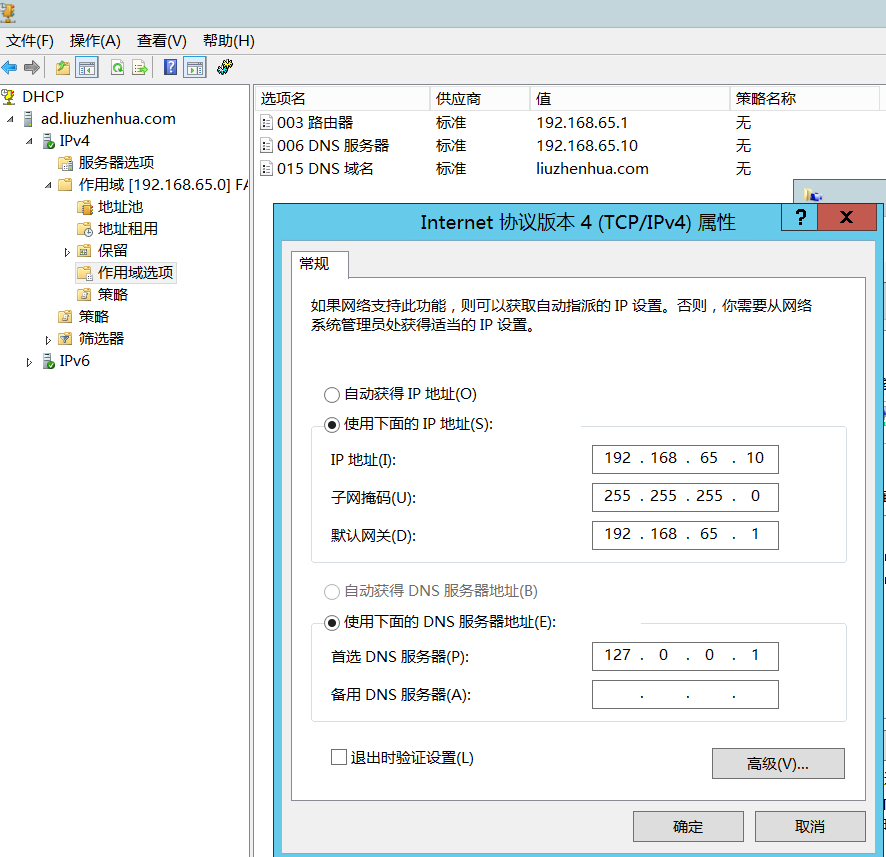 文件(F) 操作(A) 查看(V) 帮助(H)
DHCP
ad.liuzhenhua.com
IPv4
服务器选项
作用域 [192.168.65.0] FA
地址池
地址租用
保留
作用域选项
策略
策略
筛选器
IPv6
选项名 供应商 值 策略名称
003 路由器 标准 192.168.65.1 无
006 DNS 服务器 标准 192.168.65.10 无
015 DNS 域名 标准 liuzhenhua.com 无
Internet 协议版本 4 (TCP/IPv4) 属性 ? X
常规
如果网络支持此功能，则可以获取自动指派的 IP 设置。否则，你需要从网络
系统管理员处获得适当的 IP 设置。
自动获得 IP 地址(O)
使用下面的 IP 地址(S):
IP 地址(I): 192 . 168 . 65 . 10
子网掩码(U): 255 . 255 . 255 . 0
默认网关(D): 192 . 168 . 65 . 1
自动获得 DNS 服务器地址(B)
使用下面的 DNS 服务器地址(E):
首选 DNS 服务器(P): 127 . 0 . 0 . 1
备用 DNS 服务器(A): . . .
退出时验证设置(L)
高级(V)...
确定 取消